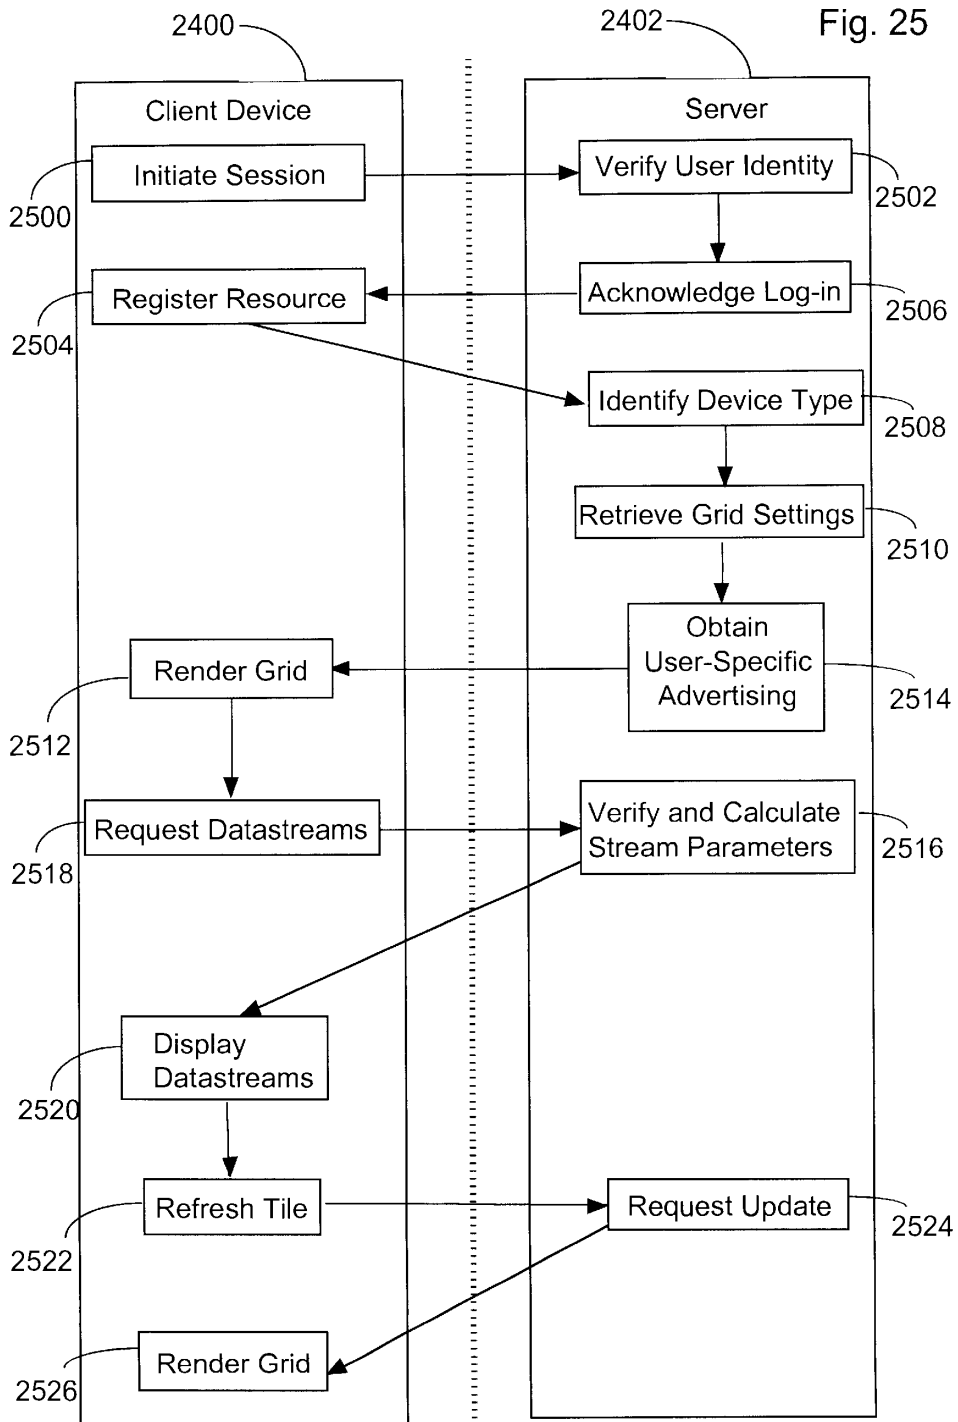 Fig. 25
2400
2402
Client Device
Server
Initiate Session
Verify User Identity
2500
2502
Register Resource
Acknowledge Log-in
2504
2506
Identify Device Type
2508
Retrieve Grid Settings
2510
Obtain
User-Specific
Advertising
Render Grid
2512
2514
Request Datastreams
Verify and Calculate
Stream Parameters
2518
2516
Display
Datastreams
2520
Refresh Tile
Request Update
2522
2524
Render Grid
2526